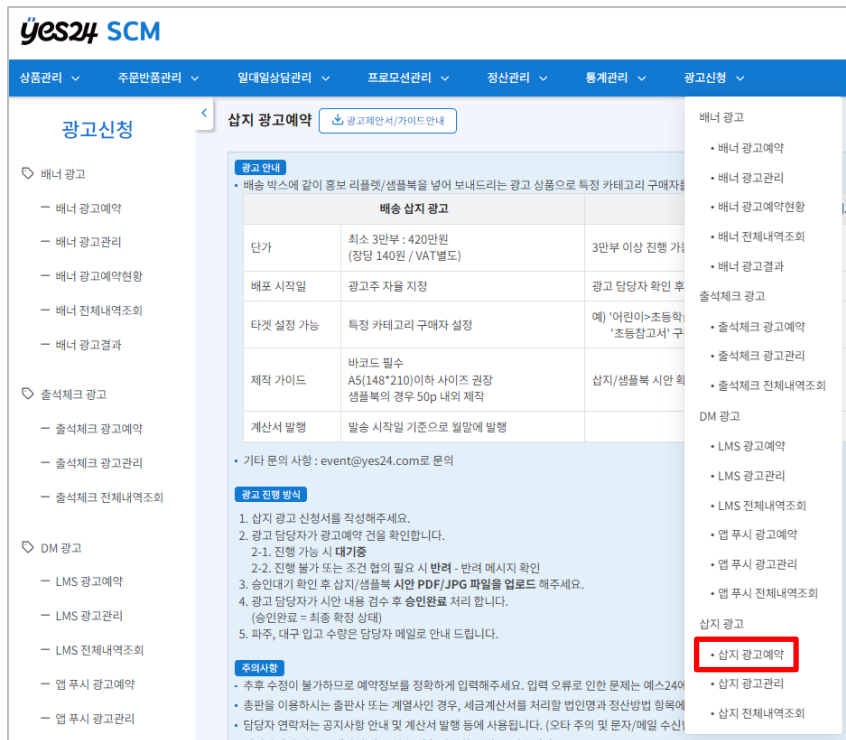 yes24 SCM
상품관리
주문반품관리
일대일상담관리
프로모션관리
정산관리
통계관리
광고신청
광고신청
배너 광고
배너 광고예약
배너 광고관리
배너 광고예약현황
배너 전체내역조회
배너 광고결과
출석체크 광고
출석체크 광고예약
출석체크 광고관리
출석체크 전체내역조회
DM 광고
LMS 광고예약
LMS 광고관리
LMS 전체내역조회
앱 푸시 광고예약
앱 푸시 광고관리
삽지 광고예약
광고제안서/가이드안내
광고 안내
• 배송 박스에 같이 홍보 리플렛/샘플북을 넣어 보내드리는 광고 상품으로 특정 카테고리 구매자를
배송 삽지 광고
단가
최소 3만부 : 420만원
(장당 140원 / VAT별도)
3만부 이상 진행 가능
배포 시작일
광고주 자율 지정
광고 담당자 확인 후
타겟 설정 가능
특정 카테고리 구매자 설정
예) '어린이>초등학
'초등참고서' 구
제작 가이드
바코드 필수
A5(148*210)이하 사이즈 권장
샘플북의 경우 50p 내외 제작
삽지/샘플북 시안 확
계산서 발행
발송 시작일 기준으로 월말에 발행
• 기타 문의 사항 : event@yes24.com로 문의
광고 진행 방식
1. 삽지 광고 신청서를 작성해주세요.
2. 광고 담당자가 광고예약 건을 확인합니다.
2-1. 진행 가능 시 대기중
2-2. 진행 불가 또는 조건 협의 필요 시 반려 - 반려 메시지 확인
3. 승인대기 확인 후 삽지/샘플북 시안 PDF/JPG 파일을 업로드 해주세요.
4. 광고 담당자가 시안 내용 검수 후 승인완료 처리 합니다.
(승인완료 = 최종 확정 상태)
5. 파주, 대구 입고 수량은 담당자 메일로 안내 드립니다.
주의사항
• 추후 수정이 불가하므로 예약정보를 정확하게 입력해주세요. 입력 오류로 인한 문제는 예스24에
• 총판을 이용하시는 출판사 또는 계열사인 경우, 세금계산서를 처리할 법인명과 정산방법 항목에
• 담당자 연락처는 공지사항 안내 및 계산서 발행 등에 사용됩니다. (오타 주의 및 문자/메일 수신
배너 광고
• 배너 광고예약
• 배너 광고관리
• 배너 광고예약현황
• 배너 전체내역조회
• 배너 광고결과
출석체크 광고
• 출석체크 광고예약
• 출석체크 광고관리
• 출석체크 전체내역조회
DM 광고
• LMS 광고예약
• LMS 광고관리
• LMS 전체내역조회
• 앱 푸시 광고예약
• 앱 푸시 광고관리
• 앱 푸시 전체내역조회
삽지 광고
• 삽지 광고예약
• 삽지 광고관리
• 삽지 전체내역조회